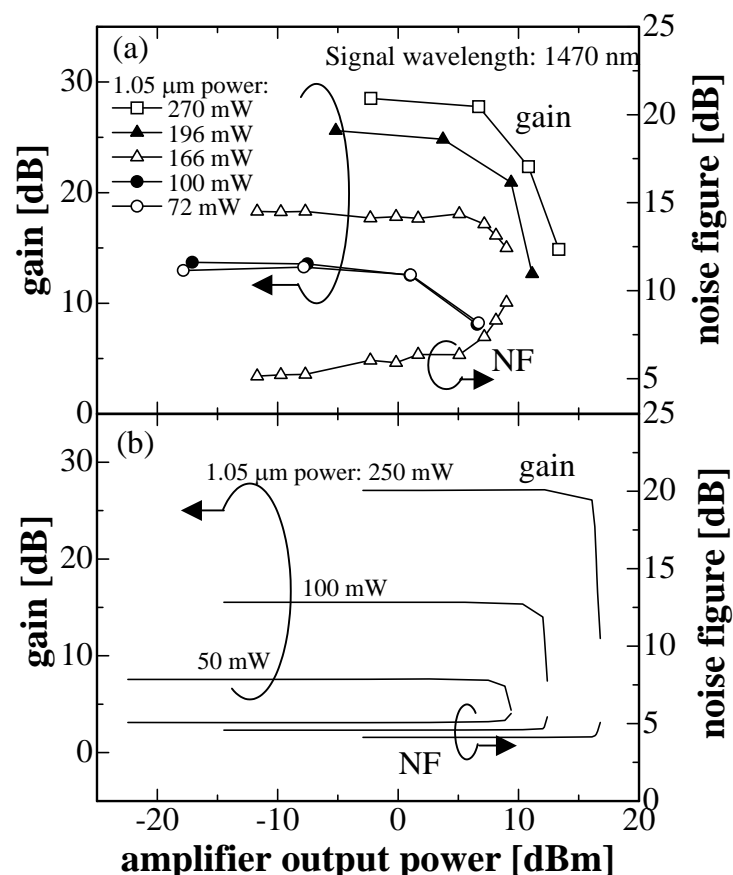 (a)
Signal wavelength: 1470 nm
1.05 μm power:
270 mW
196 mW
166 mW
100 mW
72 mW
gain
NF
gain [dB]
30
20
10
0
noise figure [dB]
25
20
15
10
5
25
(b)
1.05 μm power: 250 mW
gain
100 mW
50 mW
NF
gain [dB]
30
20
10
0
noise figure [dB]
20
15
10
5
0
-20
-10
0
10
20
amplifier output power [dBm]